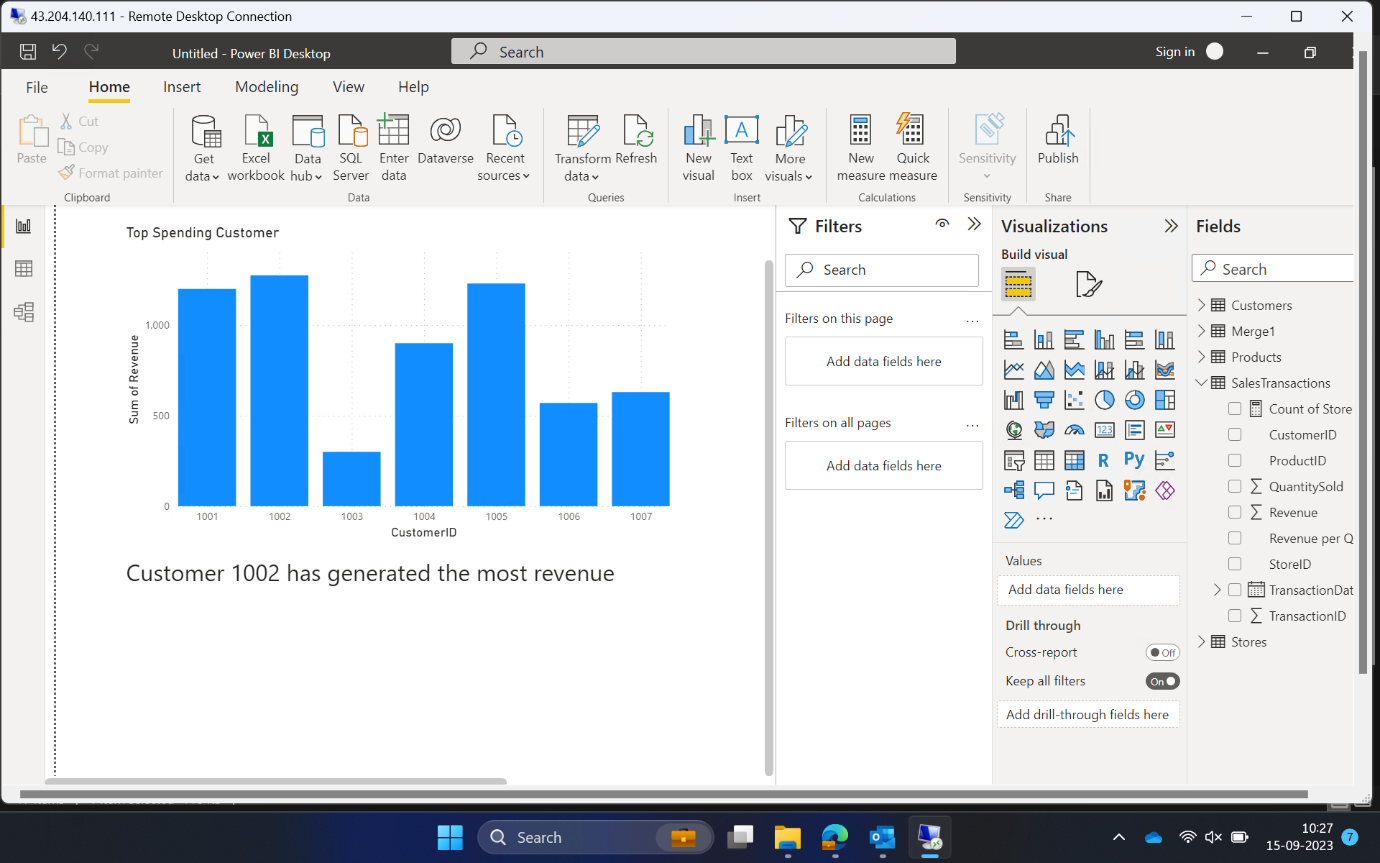 43.204.140.111 - Remote Desktop Connection
Untitled - Power BI Desktop
Search
Sign in
File Home Insert Modeling View Help
Paste
Cut
Copy
Format painter
Clipboard
Get data
Excel workbook
Data hub
SQL Server
Enter data
Dataverse
Recent sources
Data
Transform data
Refresh
Queries
New visual
Text box
More visuals
Insert
New measure
Quick measure
Calculations
Sensitivity
Sensitivity
Publish
Share
Top Spending Customer
Sum of Revenue
1,000
500
0
1001 1002 1003 1004 1005 1006 1007
CustomerID
Customer 1002 has generated the most revenue
Filters
Search
Filters on this page
...
Add data fields here
Filters on all pages
...
Add data fields here
Visualizations
Build visual
123
R
Py
...
Values
Add data fields here
Drill through
Cross-report
Off
Keep all filters
On
Add drill-through fields here
Fields
Search
Customers
Merge1
Products
SalesTransactions
Count of Store
CustomerID
ProductID
QuantitySold
Revenue
Revenue per Q
StoreID
TransactionDat
TransactionID
Stores
Search
10:27
15-09-2023
7